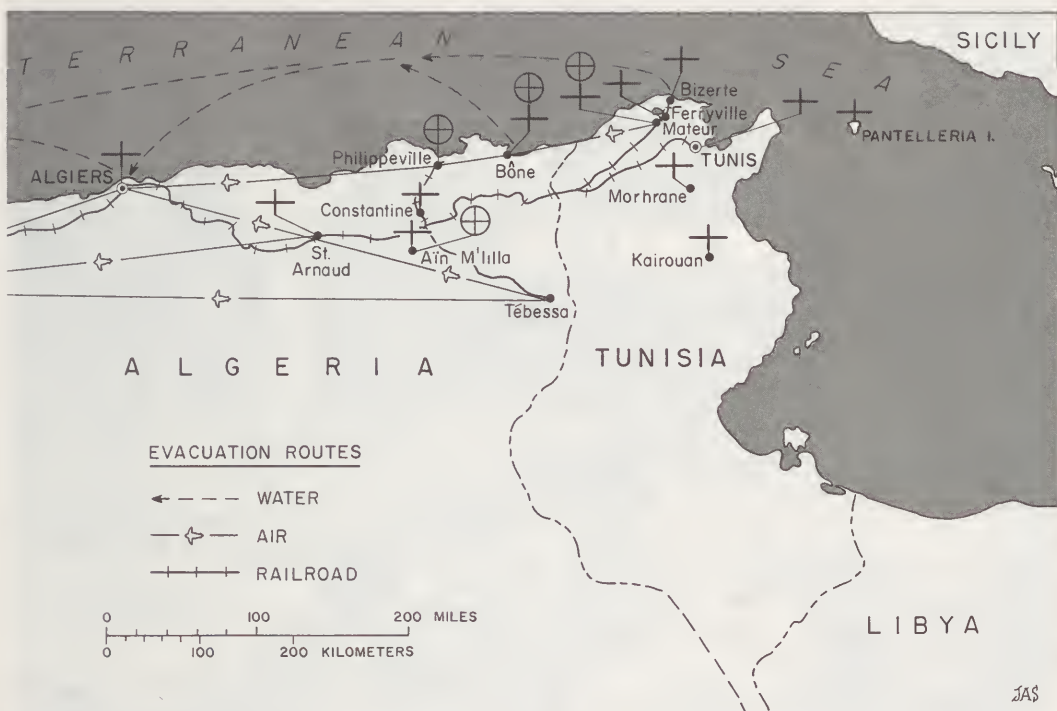 SICILY
TERRANEAN SEA
Bizerte
Ferryville
Mateur
PANTELLERIA I.
TUNIS
Philippeville
Bône
ALGIERS
Morhrane
Constantine
St.
Arnaud
Aïn M'lilla
Kairouan
Tébessa
ALGERIA
TUNISIA
EVACUATION ROUTES
WATER
AIR
RAILROAD
0 100 200 MILES
0 100 200 KILOMETERS
LIBYA
JAS